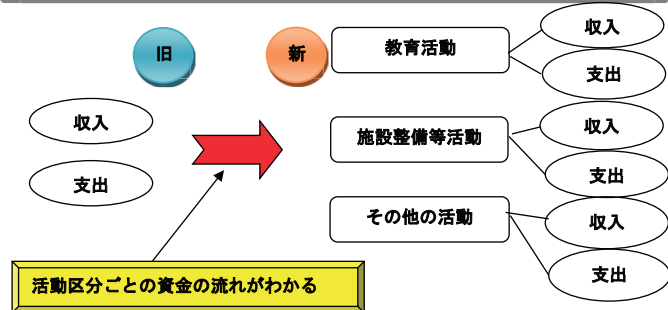 旧
新
収入
支出
教育活動
収入
支出
施設整備等活動
収入
支出
その他の活動
収入
支出
活動区分ごとの資金の流れがわかる